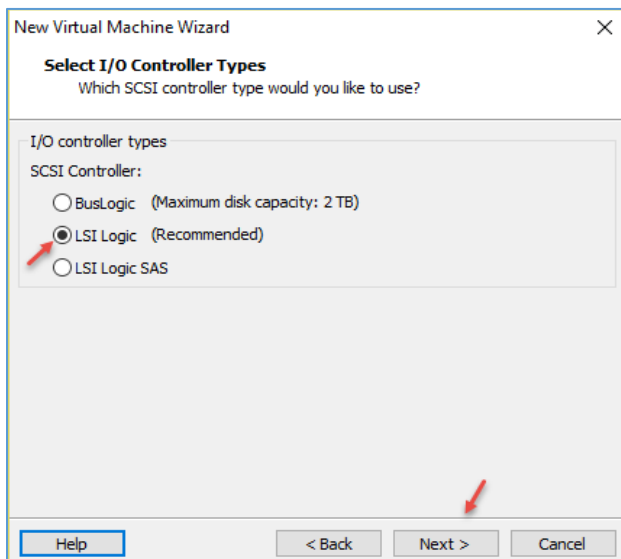 New Virtual Machine Wizard
Select I/O Controller Types
Which SCSI controller type would you like to use?
I/O controller types
SCSI Controller:
BusLogic (Maximum disk capacity: 2 TB)
LSI Logic (Recommended)
LSI Logic SAS
Help < Back Next > Cancel